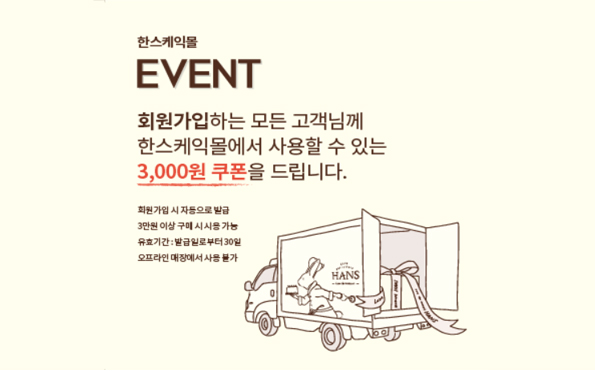 한스케익몰
EVENT
회원가입하는 모든 고객님께
한스케익몰에서 사용할 수 있는
3,000원 쿠폰을 드립니다.
회원가입 시 자동으로 발급
3만원 이상 구매 시 사용 가능
유효기간 : 발급일로부터 30일
오프라인 매장에서 사용 불가
HANS